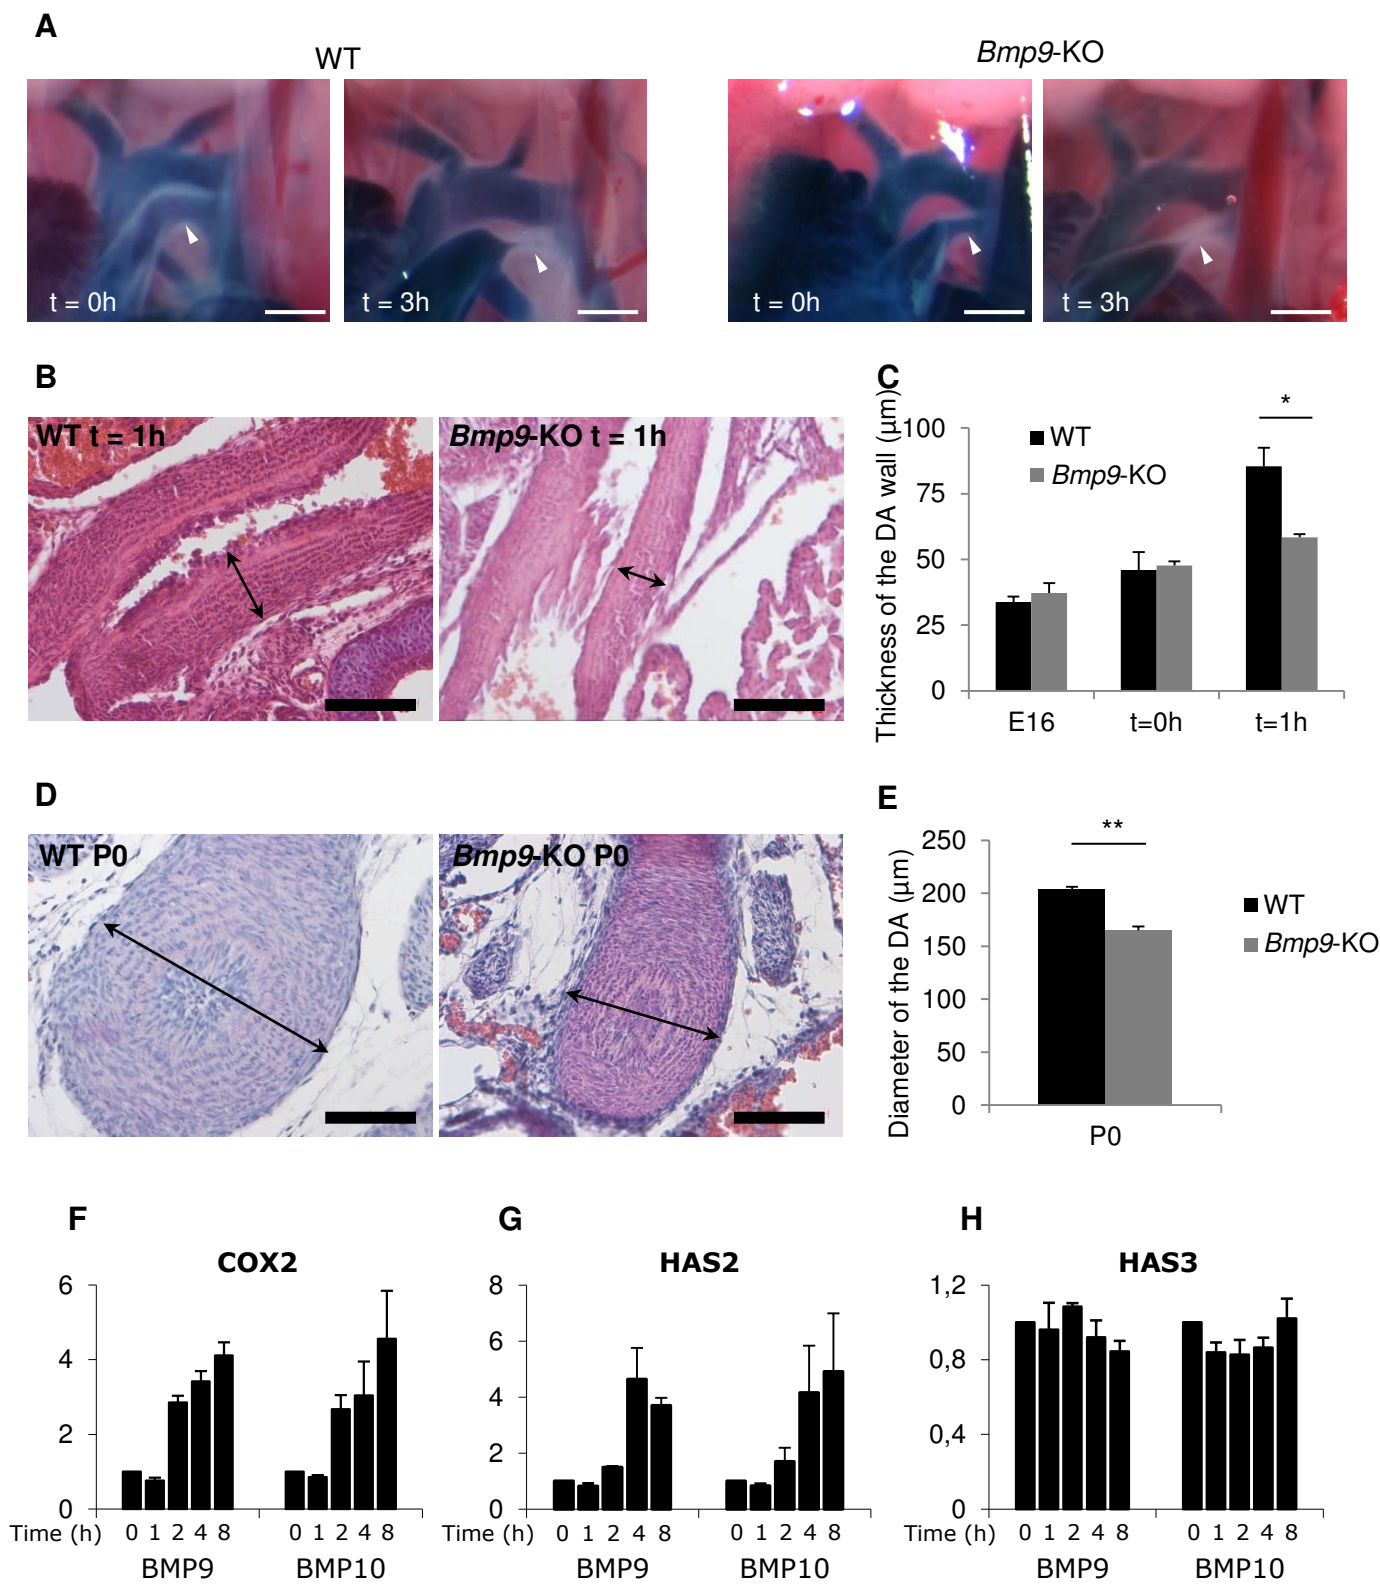 A
WT
Bmp9-KO
t = 0h
t = 3h
t = 0h
t = 3h
B
WT t = 1h
Bmp9-KO t = 1h
C
Thickness of the DA wall (µm)
100
75
50
25
0
WT
Bmp9-KO
*
E16
t=0h
t=1h
D
WT P0
Bmp9-KO P0
E
Diameter of the DA (µm)
250
200
150
100
50
0
**
WT
Bmp9-KO
P0
F
COX2
6
4
2
0
Time (h) 0 1 2 4 8 0 1 2 4 8
BMP9 BMP10
G
HAS2
8
6
4
2
0
Time (h) 0 1 2 4 8 0 1 2 4 8
BMP9 BMP10
H
HAS3
1,2
0,8
0,4
0
Time (h) 0 1 2 4 8 0 1 2 4 8
BMP9 BMP10